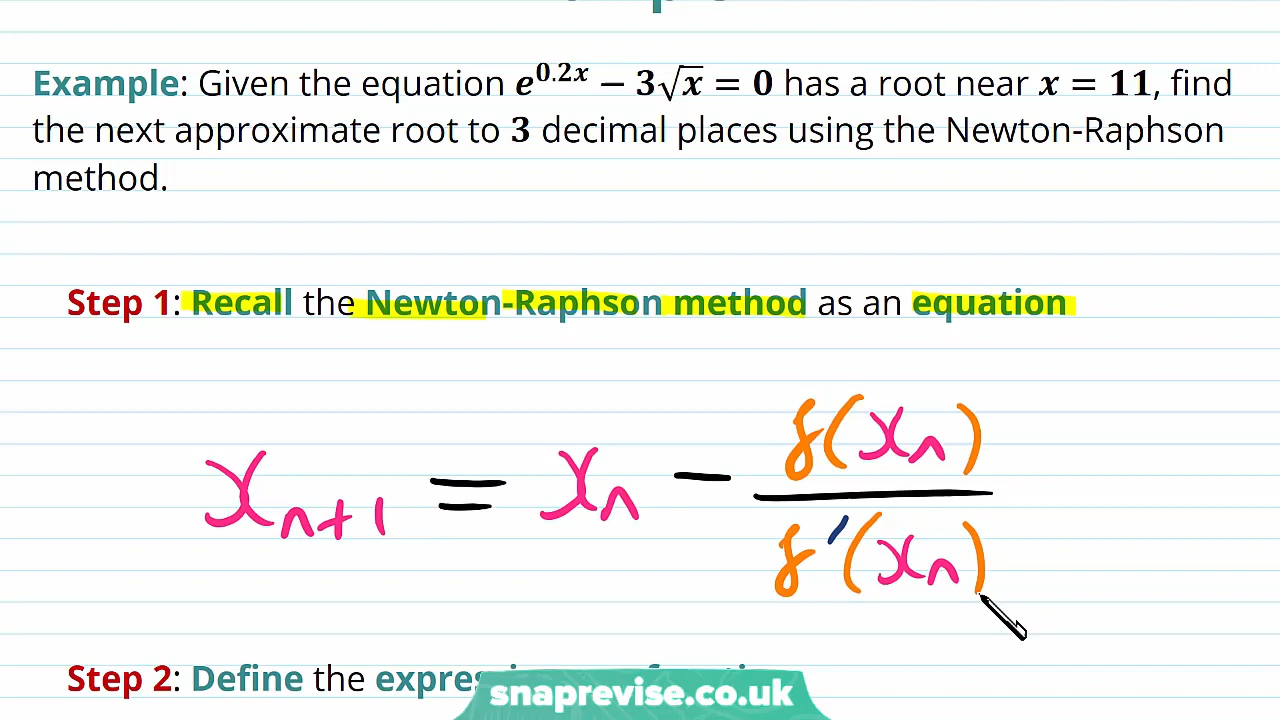 Example: Given the equation e^{0.2x} − 3√x = 0 has a root near x = 11, find
the next approximate root to 3 decimal places using the Newton-Raphson
method.
Step 1: Recall the Newton-Raphson method as an equation
x_{n+1} = x_n − f(x_n) / f'(x_n)
Step 2: Define the
snaprevise.co.uk